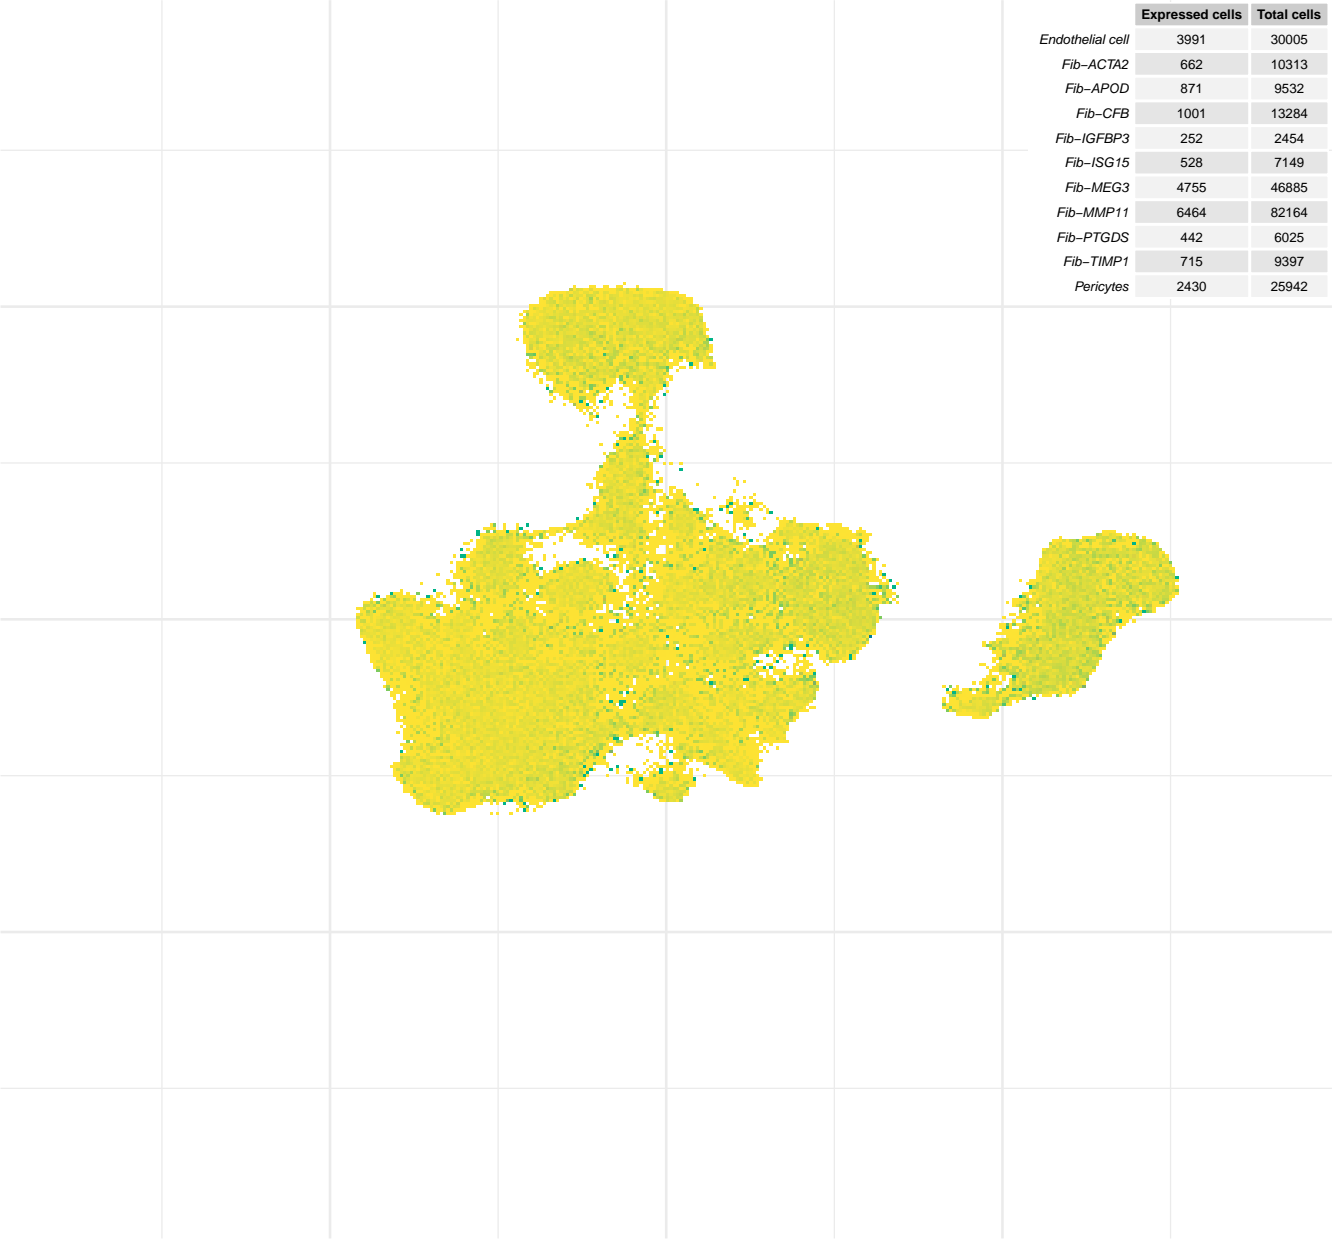 Expressed cells Total cells
Endothelial cell 3991 30005
Fib−ACTA2 662 10313
Fib−APOD 871 9532
Fib−CFB 1001 13284
Fib−IGFBP3 252 2454
Fib−ISG15 528 7149
Fib−MEG3 4755 46885
Fib−MMP11 6464 82164
Fib−PTGDS 442 6025
Fib−TIMP1 715 9397
Pericytes 2430 25942